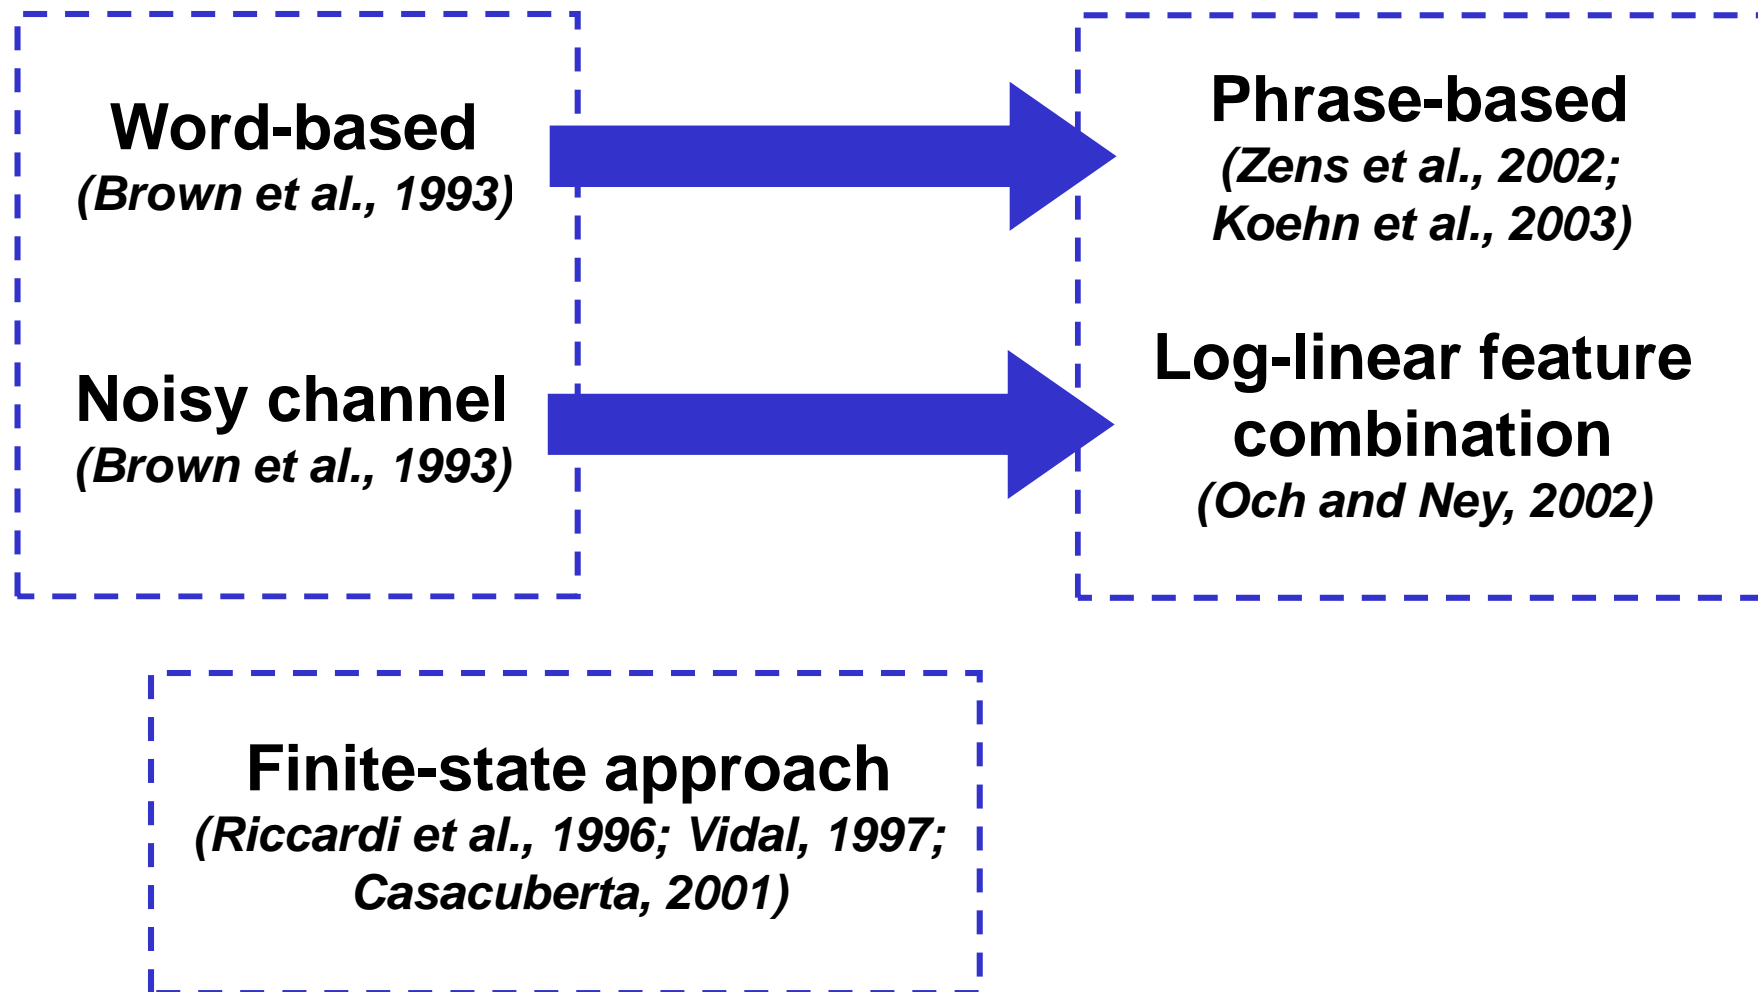 Word-based
(Brown et al., 1993)
Noisy channel
(Brown et al., 1993)
Phrase-based
(Zens et al., 2002;
Koehn et al., 2003)
Log-linear feature
combination
(Och and Ney, 2002)
Finite-state approach
(Riccardi et al., 1996; Vidal, 1997;
Casacuberta, 2001)